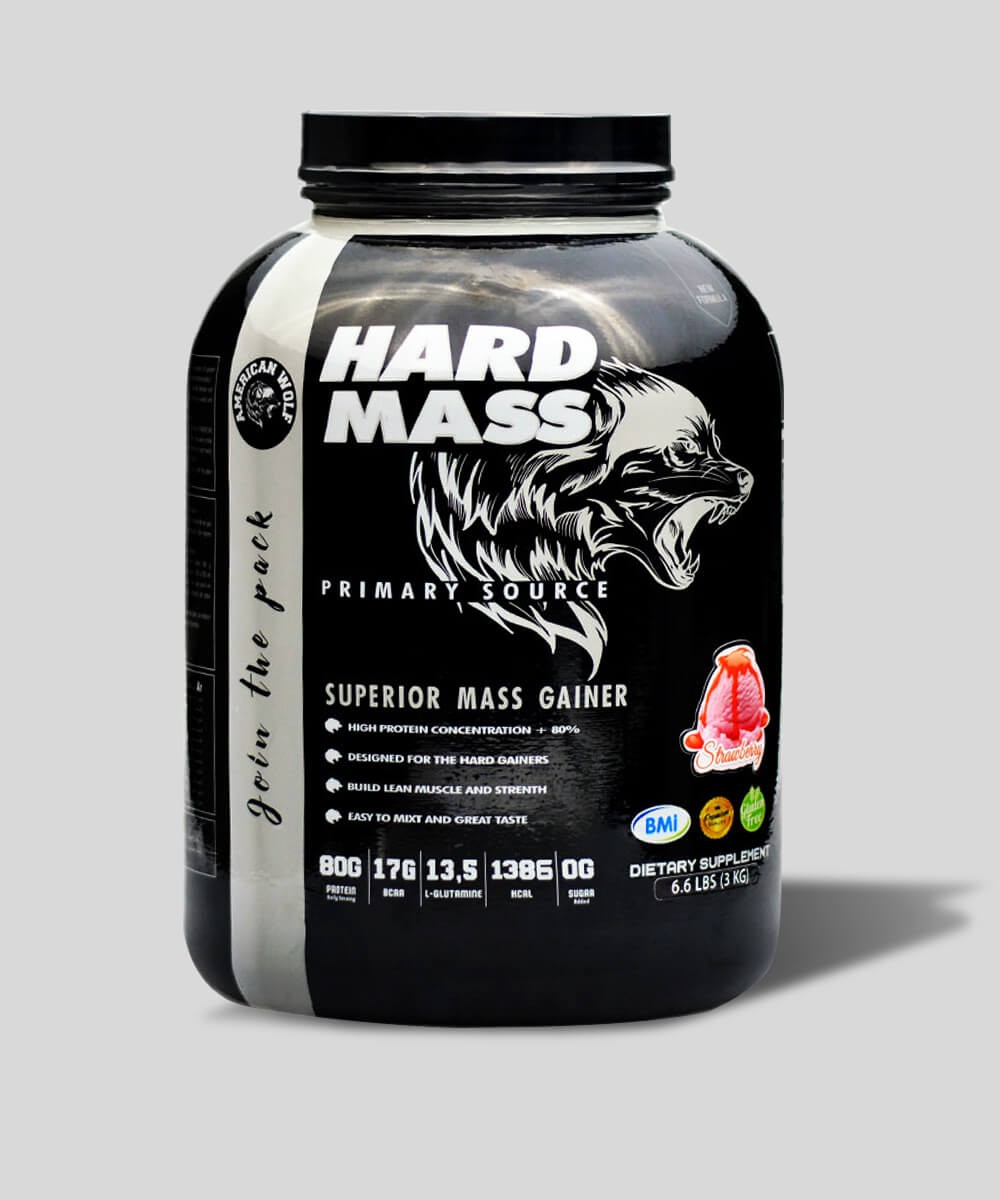 NEW
FORMULA
HARD
MASS
AMERICAN WOLF
Join the pack
PRIMARY SOURCE
SUPERIOR MASS GAINER
HIGH PROTEIN CONCENTRATION + 80%
DESIGNED FOR THE HARD GAINERS
BUILD LEAN MUSCLE AND STRENTH
EASY TO MIXT AND GREAT TASTE
Strawberry
BMi
Gluten
Free
80G 17G 13,5 1386 0G
PROTEIN BCAA L-GLUTAMINE KCAL SUGAR
Added
DIETARY SUPPLEMENT
6.6 LBS (3 KG)